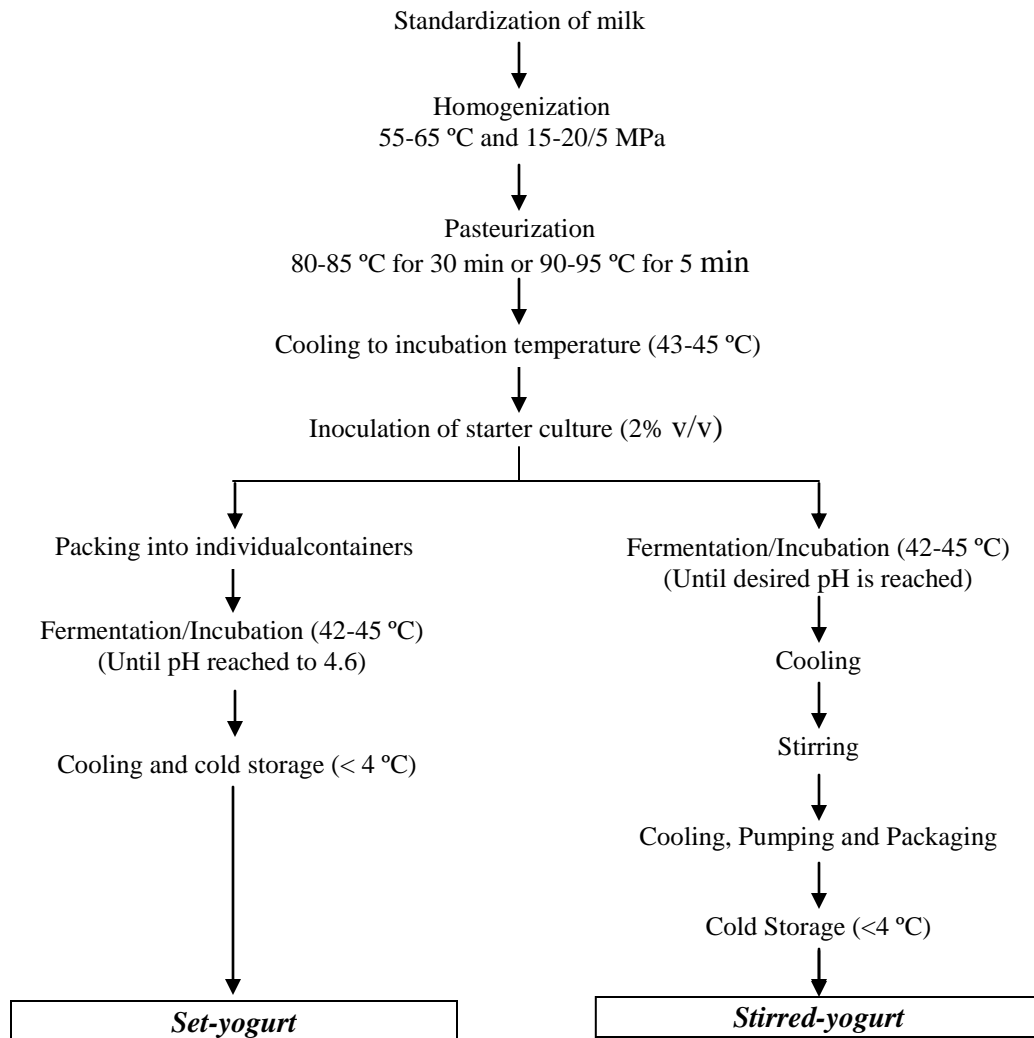 Standardization of milk
Homogenization
55-65 ºC and 15-20/5 MPa
Pasteurization
80-85 ºC for 30 min or 90-95 ºC for 5 min
Cooling to incubation temperature (43-45 ºC)
Inoculation of starter culture (2% v/v)
Packing into individualcontainers
Fermentation/Incubation (42-45 ºC)
(Until pH reached to 4.6)
Cooling and cold storage (< 4 ºC)
Set-yogurt
Fermentation/Incubation (42-45 ºC)
(Until desired pH is reached)
Cooling
Stirring
Cooling, Pumping and Packaging
Cold Storage (<4 ºC)
Stirred-yogurt